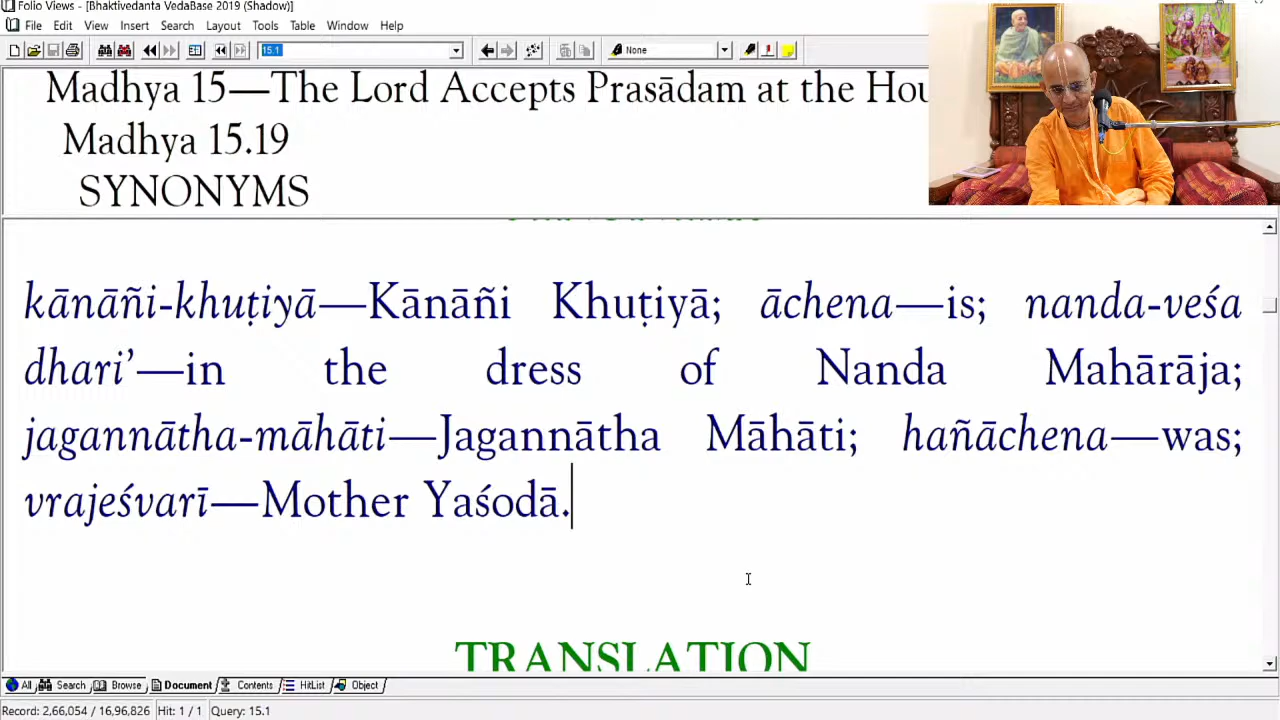 Folio Views - [Bhaktivedanta VedaBase 2019 (Shadow)]
File Edit View Insert Search Layout Tools Table Window Help
15.1 None
Madhya 15—The Lord Accepts Prasādam at the Hou
Madhya 15.19
SYNONYMS
kānāñi-khuṭiyā—Kānāñi Khuṭiyā; āchena—is; nanda-veśa
dhari’—in the dress of Nanda Mahārāja;
jagannātha-māhāti—Jagannātha Māhāti; hañāchena—was;
vrajeśvarī—Mother Yaśodā.
TRANSLATION
All Search Browse Document Contents HitList Object
Record: 2,66,054 / 16,96,826 Hit: 1 / 1 Query: 15.1